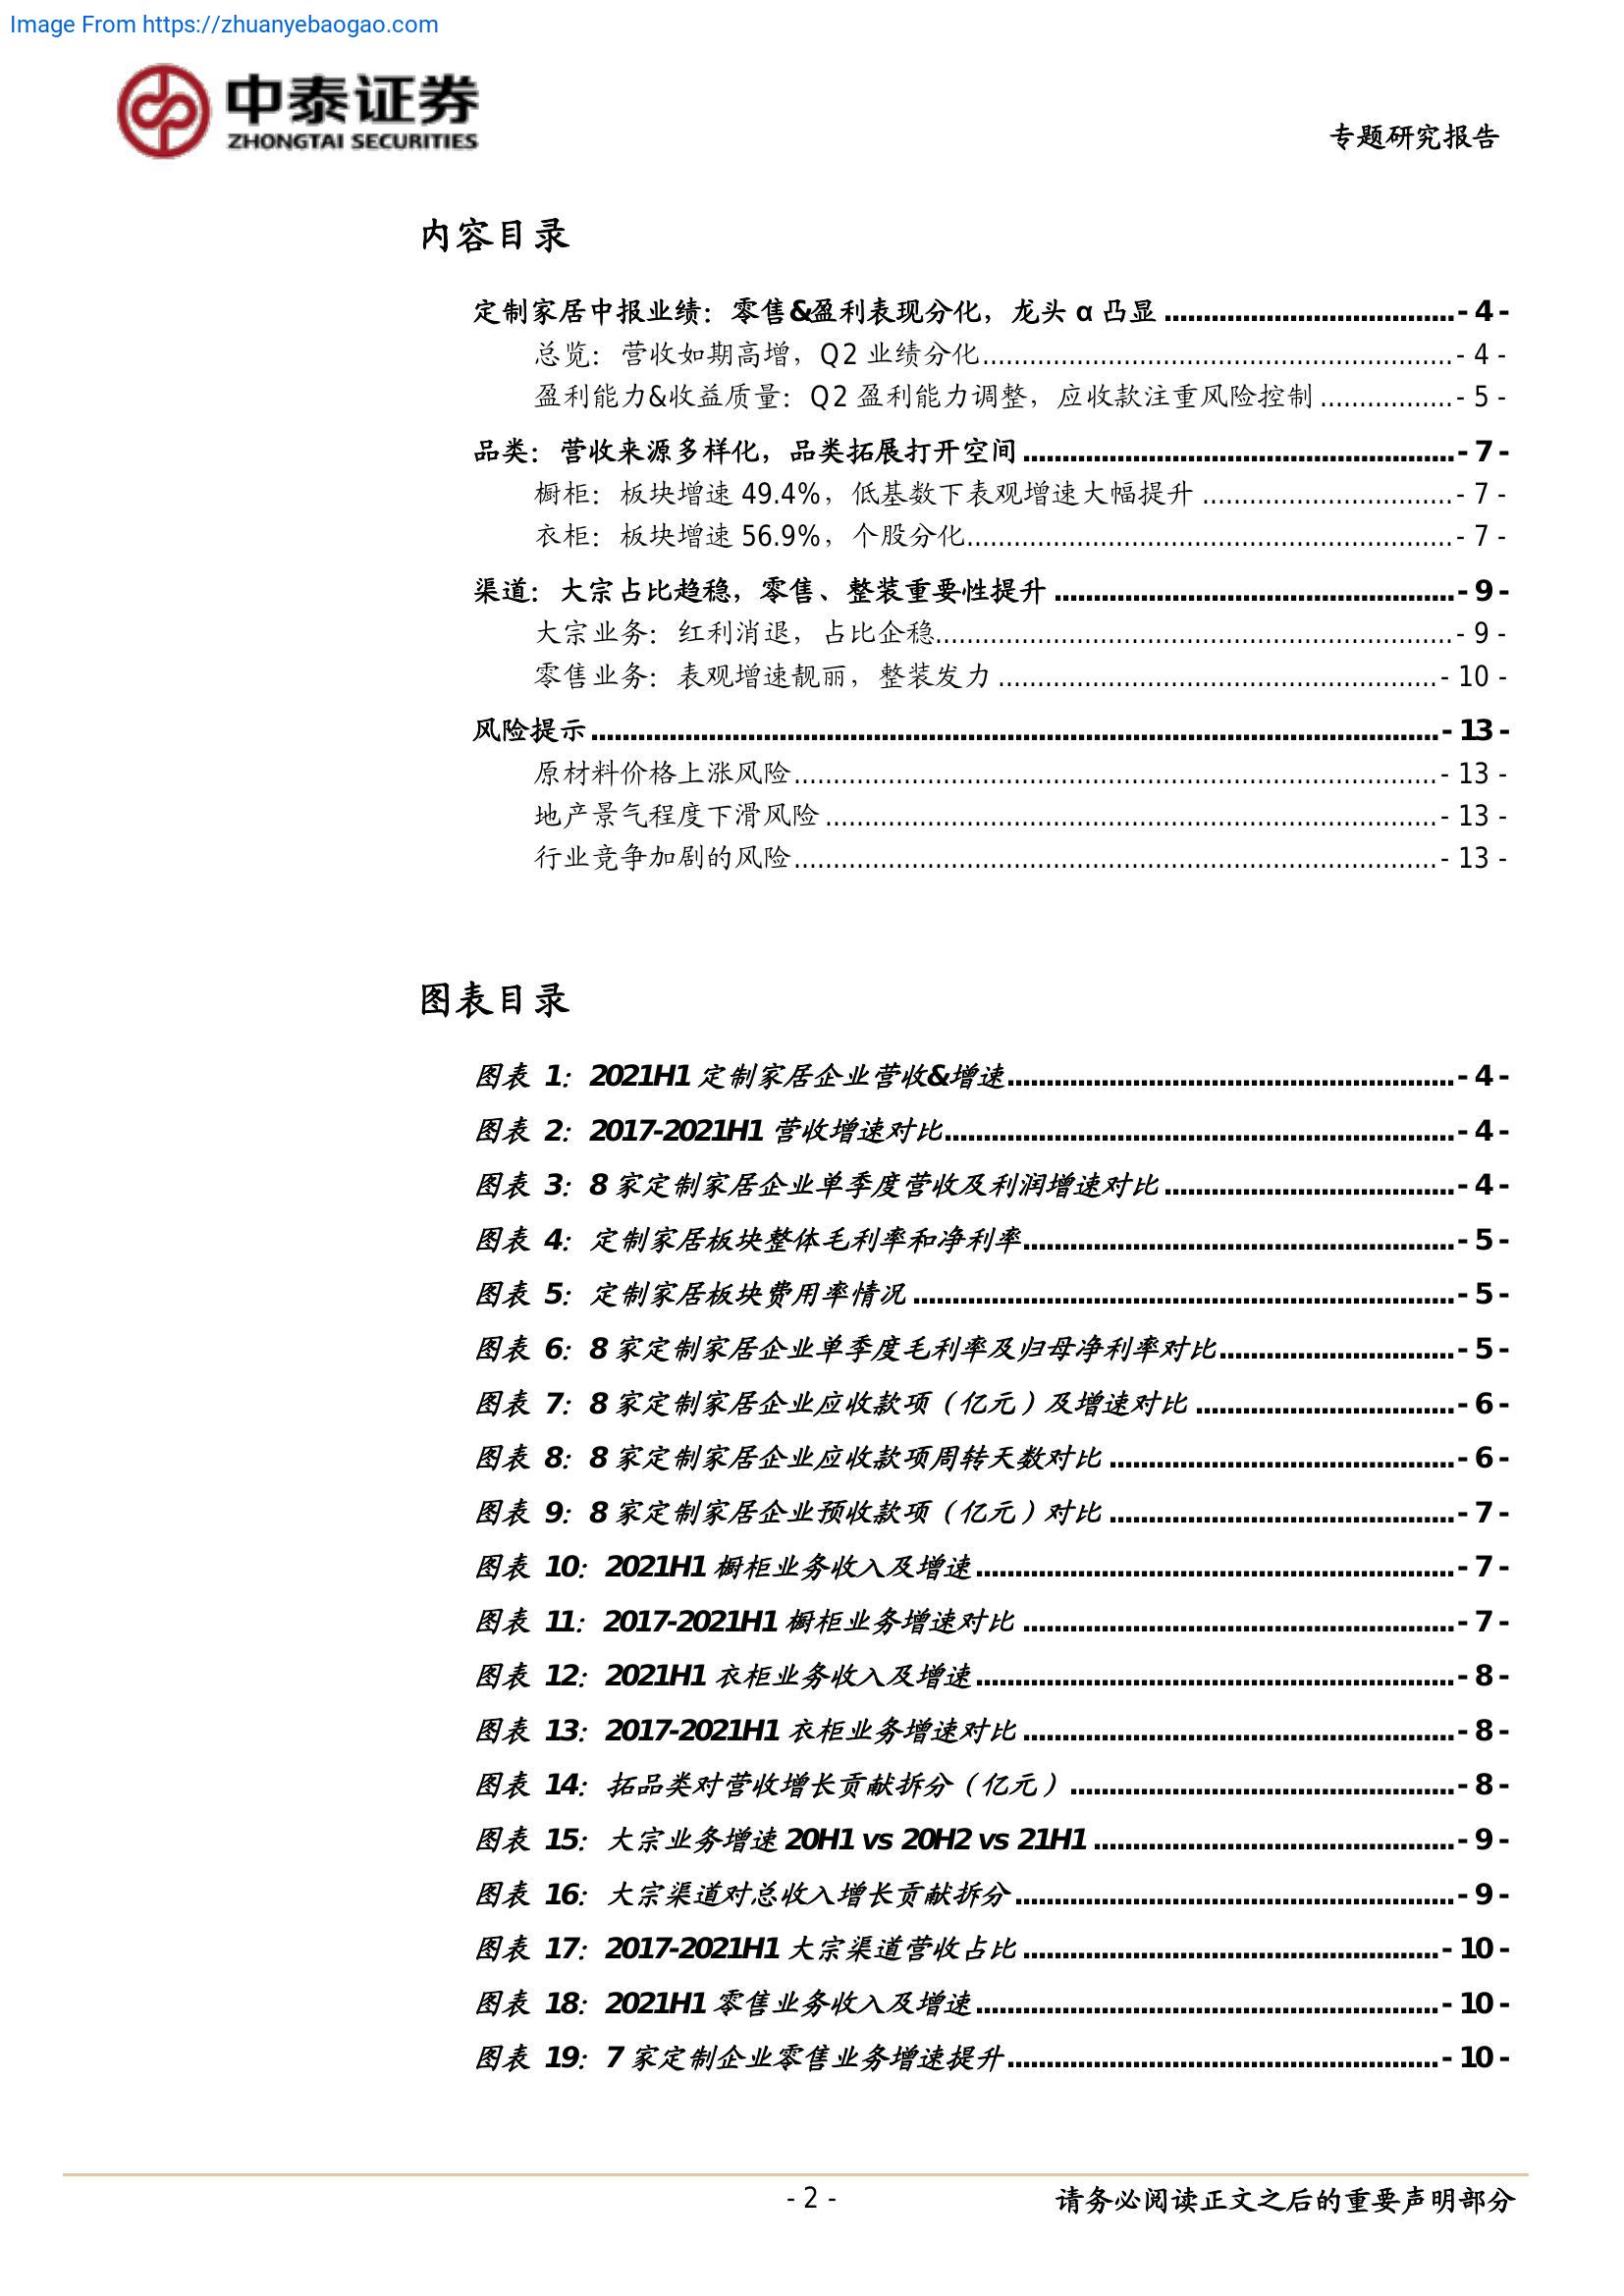 Image From https://zhuanyebaogao.com
中泰证券
ZHONGTAI SECURITIES
专题研究报告
内容目录
定制家居中报业绩：零售&盈利表现分化，龙头 α 凸显 ..................................... - 4 -
总览：营收如期高增，Q2 业绩分化............................................................ - 4 -
盈利能力&收益质量：Q2 盈利能力调整，应收款注重风险控制 ................. - 5 -
品类：营收来源多样化，品类拓展打开空间 ....................................................... - 7 -
橱柜：板块增速 49.4%，低基数下表观增速大幅提升 ................................ - 7 -
衣柜：板块增速 56.9%，个股分化.............................................................. - 7 -
渠道：大宗占比趋稳，零售、整装重要性提升 ................................................... - 9 -
大宗业务：红利消退，占比企稳.................................................................. - 9 -
零售业务：表观增速靓丽，整装发力 ........................................................ - 10 -
风险提示 ............................................................................................................ - 13 -
原材料价格上涨风险.................................................................................. - 13 -
地产景气程度下滑风险 .............................................................................. - 13 -
行业竞争加剧的风险.................................................................................. - 13 -
图表目录
图表 1：2021H1 定制家居企业营收&增速......................................................... - 4 -
图表 2：2017-2021H1 营收增速对比................................................................. - 4 -
图表 3：8 家定制家居企业单季度营收及利润增速对比 ..................................... - 4 -
图表 4：定制家居板块整体毛利率和净利率....................................................... - 5 -
图表 5：定制家居板块费用率情况 ..................................................................... - 5 -
图表 6：8 家定制家居企业单季度毛利率及归母净利率对比.............................. - 5 -
图表 7：8 家定制家居企业应收款项（亿元）及增速对比 ................................. - 6 -
图表 8：8 家定制家居企业应收款项周转天数对比 ............................................ - 6 -
图表 9：8 家定制家居企业预收款项（亿元）对比 ............................................ - 7 -
图表 10：2021H1 橱柜业务收入及增速............................................................. - 7 -
图表 11：2017-2021H1 橱柜业务增速对比 ....................................................... - 7 -
图表 12：2021H1 衣柜业务收入及增速............................................................. - 8 -
图表 13：2017-2021H1 衣柜业务增速对比 ....................................................... - 8 -
图表 14：拓品类对营收增长贡献拆分（亿元）................................................. - 8 -
图表 15：大宗业务增速 20H1 vs 20H2 vs 21H1 .............................................. - 9 -
图表 16：大宗渠道对总收入增长贡献拆分........................................................ - 9 -
图表 17：2017-2021H1 大宗渠道营收占比 ..................................................... - 10 -
图表 18：2021H1 零售业务收入及增速........................................................... - 10 -
图表 19：7 家定制企业零售业务增速提升....................................................... - 10 -
- 2 -
请务必阅读正文之后的重要声明部分